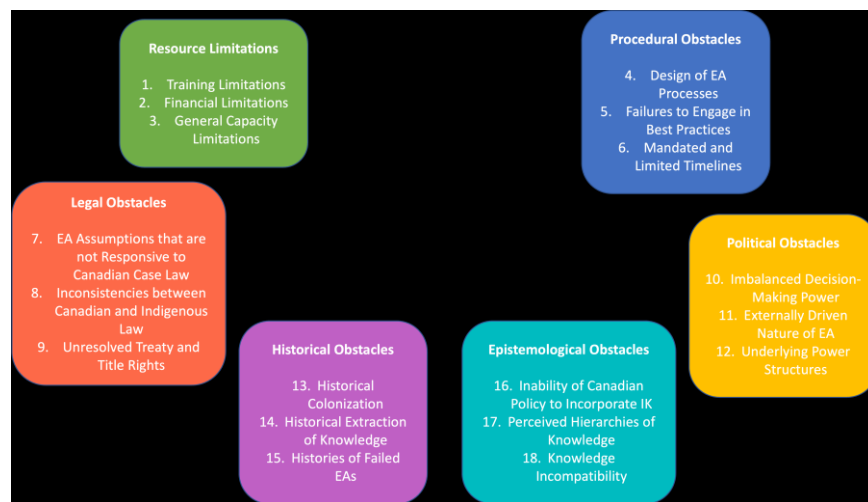 Resource Limitations
1. Training Limitations
2. Financial Limitations
3. General Capacity
Limitations
Procedural Obstacles
4. Design of EA
Processes
5. Failures to Engage in
Best Practices
6. Mandated and
Limited Timelines
Legal Obstacles
7. EA Assumptions that are
not Responsive to
Canadian Case Law
8. Inconsistencies between
Canadian and Indigenous
Law
9. Unresolved Treaty and
Title Rights
Political Obstacles
10. Imbalanced Decision-
Making Power
11. Externally Driven
Nature of EA
12. Underlying Power
Structures
Historical Obstacles
13. Historical
Colonization
14. Historical Extraction
of Knowledge
15. Histories of Failed
EAs
Epistemological Obstacles
16. Inability of Canadian
Policy to Incorporate IK
17. Perceived Hierarchies of
Knowledge
18. Knowledge
Incompatibility